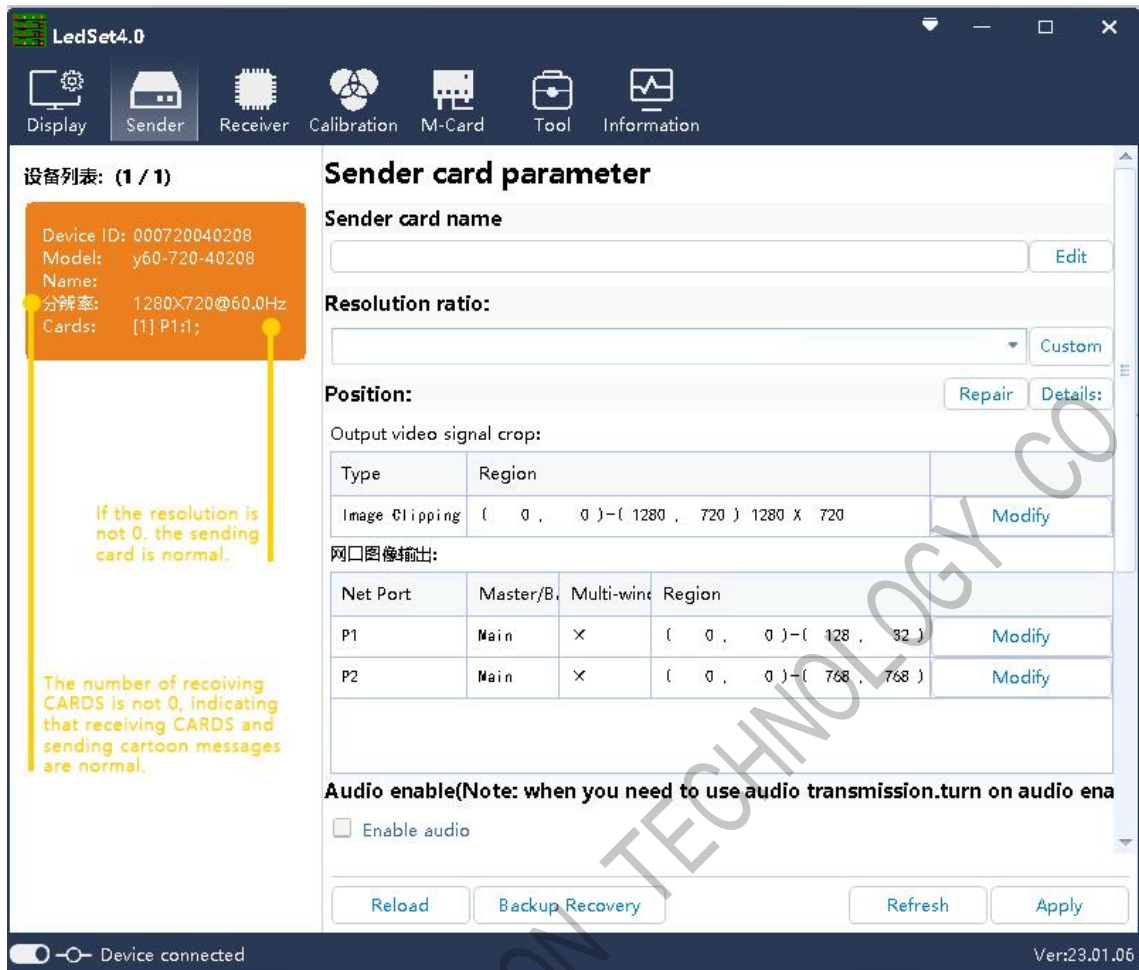 LedSet4.0
Display Sender Receiver Calibration M-Card Tool Information
设备列表: (1 / 1)
Device ID: 000720040208
Model: y60-720-40208
Name:
分辨率: 1280X720@60.0Hz
Cards: [1] P1:1;
If the resolution is
not 0. the sending
card is normal.
The number of recoiving
CARDS is not 0, indicating
that receiving CARDS and
sending cartoon messages
are normal.
Sender card parameter
Sender card name
Edit
Resolution ratio:
Custom
Position:
Repair Details:
Output video signal crop:
Type Region
Image Clipping ( 0 , 0 )-( 1280 , 720 ) 1280 X 720 Modify
网口图像输出:
Net Port Master/B. Multi-wind Region
P1 Main × ( 0 , 0 )-( 128 , 32 ) Modify
P2 Main × ( 0 , 0 )-( 768 , 768 ) Modify
Audio enable(Note: when you need to use audio transmission.turn on audio ena
Enable audio
Reload Backup Recovery Refresh Apply
Device connected Ver:23.01.06
ON TECHNOLOGY CO